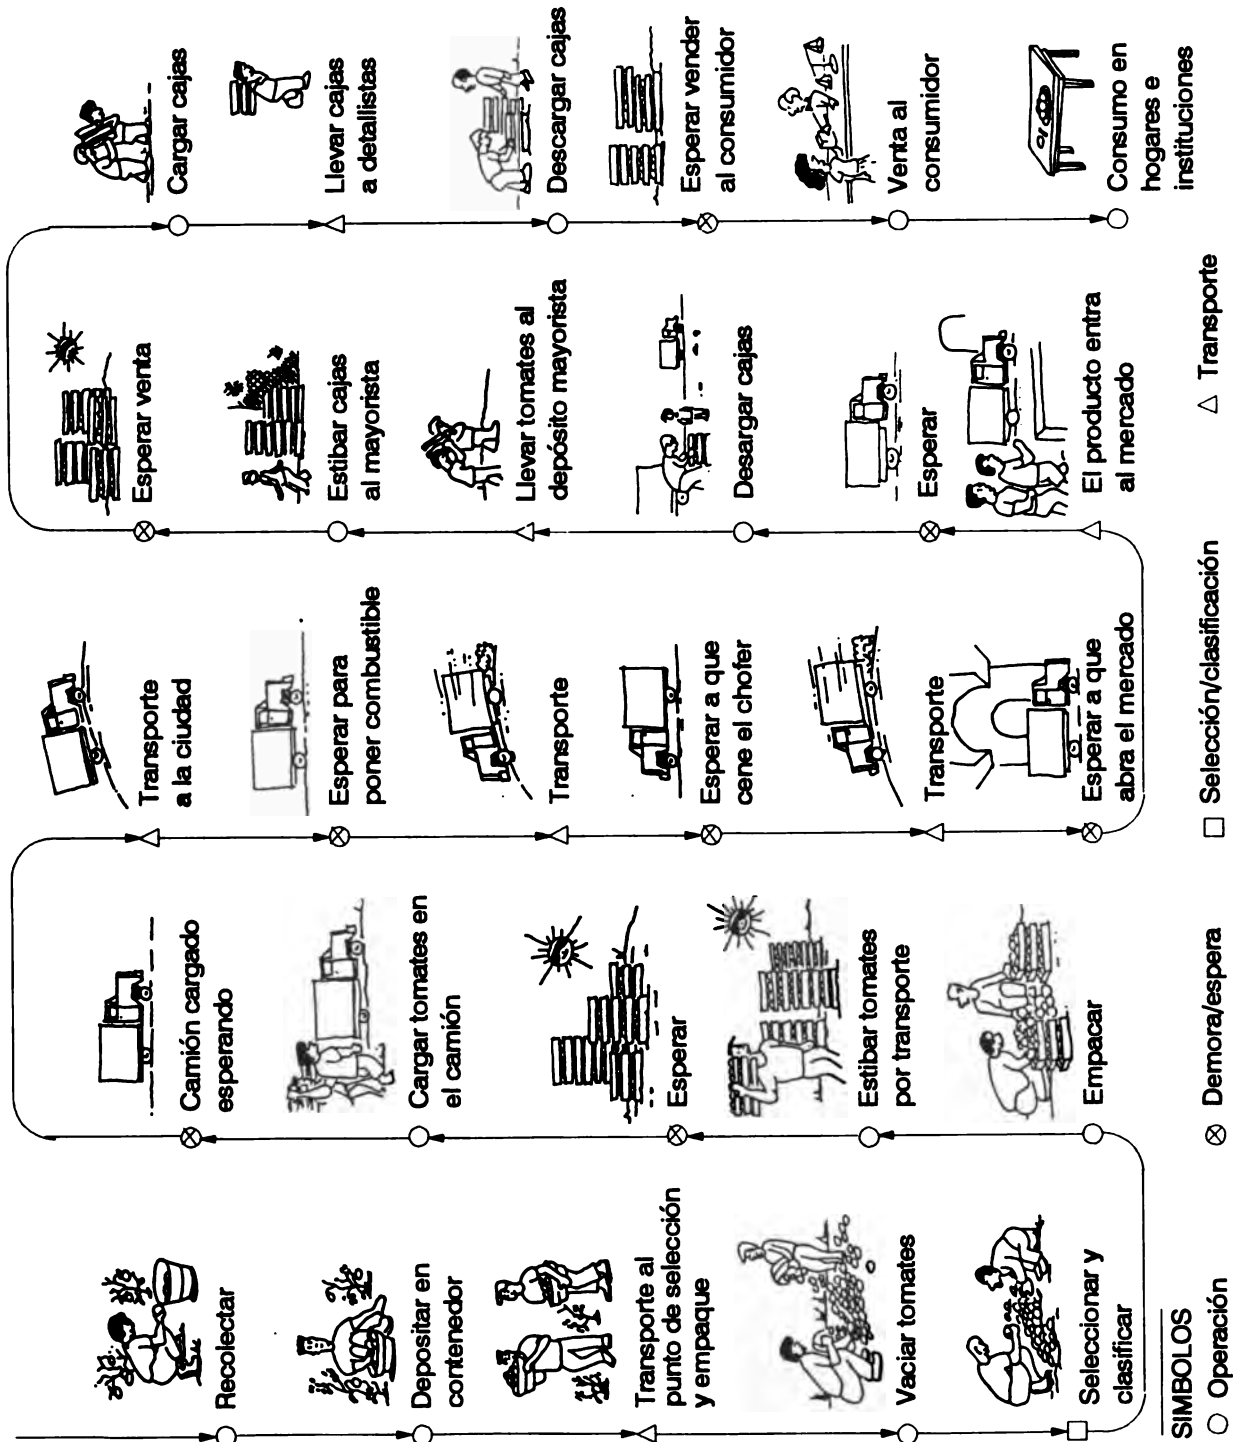 Recolectar
Depositar en
contenedor
Transporte al
punto de selección
y empaque
Vaciar tomates
Seleccionar y
clasificar
Empacar
Estibar tomates
por transporte
Esperar
Cargar tomates en
el camión
Camión cargado
esperando
Transporte
a la ciudad
Esperar para
poner combustible
Transporte
Esperar a que
cene el chofer
Transporte
Esperar a que
abra el mercado
El producto entra
al mercado
Esperar
Desargar cajas
Llevar tomates al
depósito mayorista
Estibar cajas
al mayorista
Esperar venta
Cargar cajas
Llevar cajas
a detallistas
Descargar cajas
Esperar vender
al consumidor
Venta al
consumidor
Consumo en
hogares e
instituciones
SIMBOLOS
Operación
Demora/espera
Selección/clasificación
Transporte